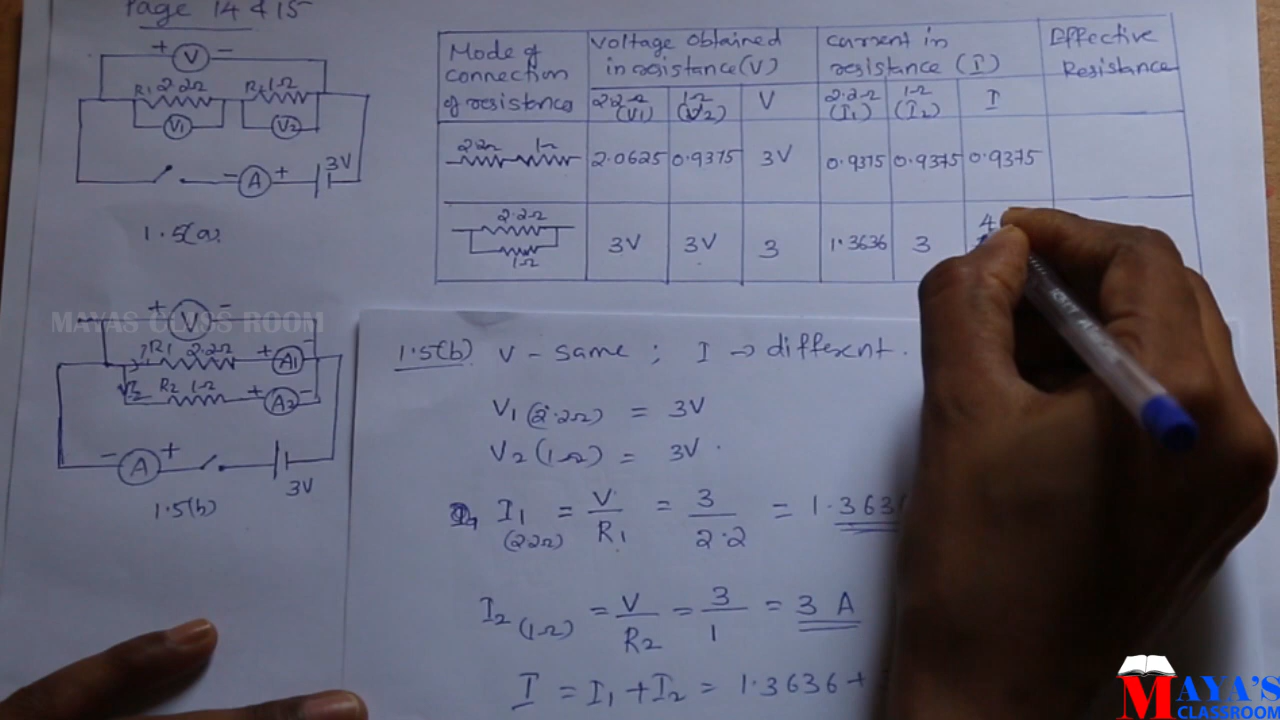 Page 14 & 15
+ V -
R1 2.2Ω R2 1Ω
V1 V2
- A + 3V
1.5(a)
Mode of connection of resistance
Voltage obtained in resistance (V)
current in resistance (I)
Effective Resistance
2.2Ω (V1) 1Ω (V2) V 2.2Ω (I1) 1Ω (I2) I
2.2Ω 1Ω 2.0625 0.9375 3V 0.9375 0.9375 0.9375
2.2Ω 1Ω 3V 3V 3 1.3636 3 4
MAYAS CLASS ROOM
+ V -
R1 2.2Ω + A1 -
I2 R2 1Ω + A2 -
- A + 3V
1.5(b)
1.5(b) V - same ; I → different.
V1 (2.2Ω) = 3V
V2 (1Ω) = 3V
I1 (2.2Ω) = V/R1 = 3/2.2 = 1.363
I2 (1Ω) = V/R2 = 3/1 = 3 A
I = I1 + I2 = 1.3636 +
MAYA'S
CLASSROOM